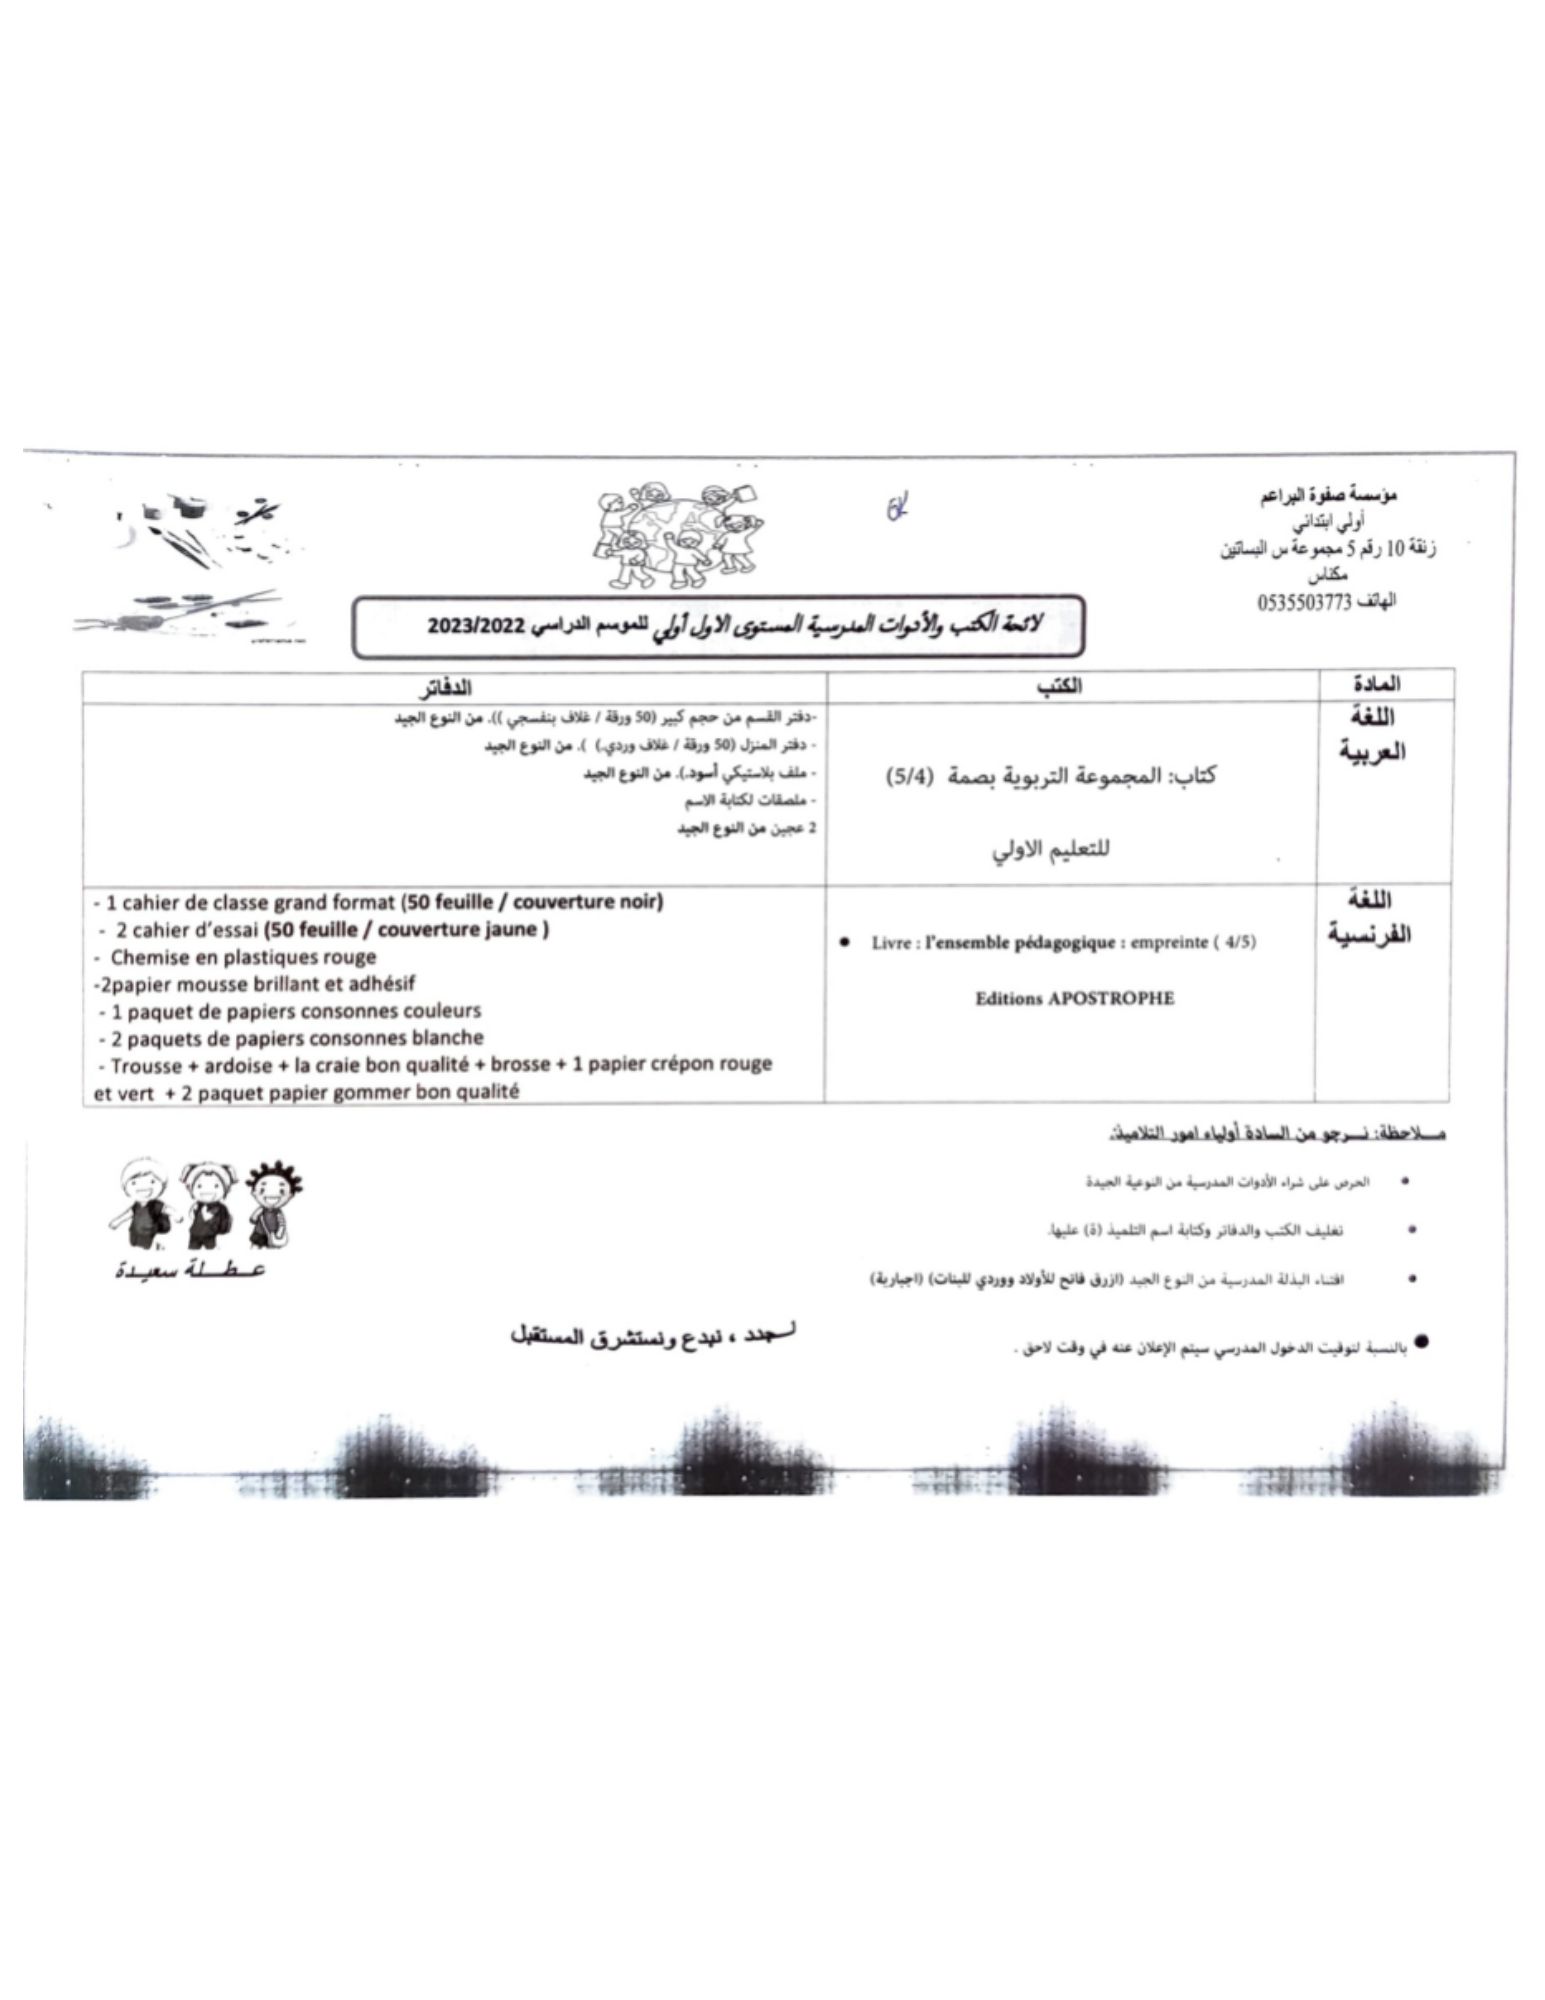 مؤسسة صفوة البراعم
أولي ابتدائي
زنقة 10 رقم 5 مجموعة س البساتين
مكناس
الهاتف 0535503773
لائحة الكتب والأدوات المدرسية المستوى الاول أولي للموسم الدراسي 2023/2022
المادة
الكتب
الدفاتر
اللغة
العربية
كتاب: المجموعة التربوية بصمة (5/4)
للتعليم الاولي
-دفتر القسم من حجم كبير (50 ورقة / غلاف بنفسجي )). من النوع الجيد
- دفتر المنزل (50 ورقة / غلاف وردي.) ). من النوع الجيد
- ملف بلاستيكي أسود.). من النوع الجيد
- ملصقات لكتابة الاسم
2 عجين من النوع الجيد
اللغة
الفرنسية
• Livre : l'ensemble pédagogique : empreinte ( 4/5)
Editions APOSTROPHE
- 1 cahier de classe grand format (50 feuille / couverture noir)
- 2 cahier d'essai (50 feuille / couverture jaune )
- Chemise en plastiques rouge
-2papier mousse brillant et adhésif
- 1 paquet de papiers consonnes couleurs
- 2 paquets de papiers consonnes blanche
- Trousse + ardoise + la craie bon qualité + brosse + 1 papier crépon rouge
et vert + 2 paquet papier gommer bon qualité
مــلاحظة: نــرجو من السادة أولياء امور التلاميذ:
• الحرص على شراء الأدوات المدرسية من النوعية الجيدة
• تغليف الكتب والدفاتر وكتابة اسم التلميذ (ة) عليها.
• اقتناء البذلة المدرسية من النوع الجيد (ازرق فاتح للأولاد ووردي للبنات) (اجبارية)
• بالنسبة لتوقيت الدخول المدرسي سيتم الإعلان عنه في وقت لاحق .
عــطــلة سعيــدة
لــنجدد ، نبدع ونستشرق المستقبل